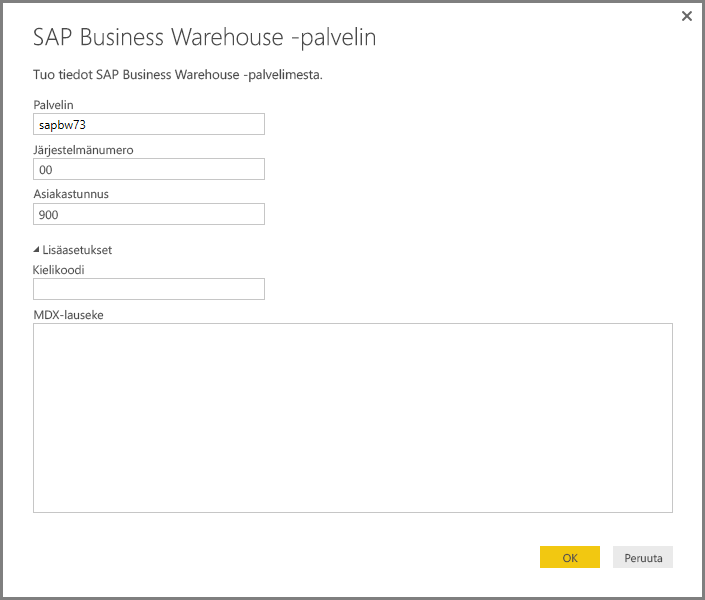 SAP Business Warehouse -palvelin
Tuo tiedot SAP Business Warehouse -palvelimesta.
Palvelin
sapbw73
Järjestelmänumero
00
Asiakastunnus
900
Lisäasetukset
Kielikoodi
MDX-lauseke
OK
Peruuta